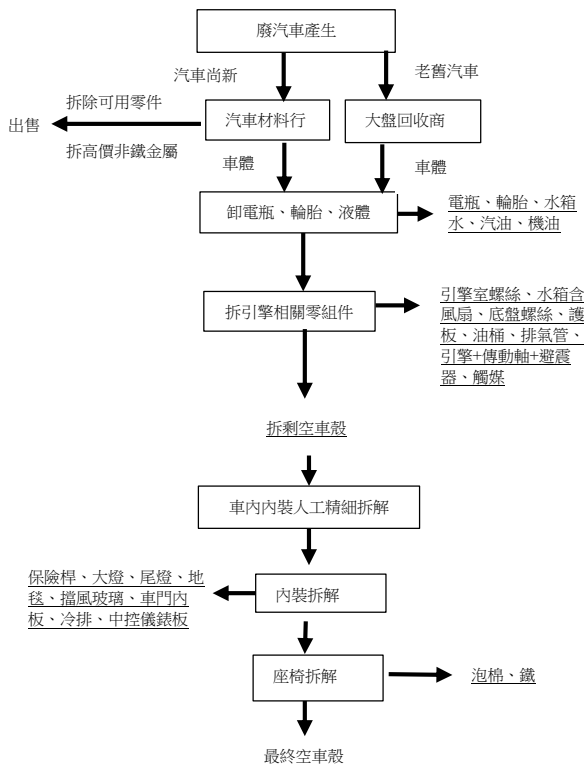 廢汽車產生
汽車尚新
老舊汽車
拆除可用零件
出售
汽車材料行
大盤回收商
拆高價非鐵金屬
車體
車體
卸電瓶、輪胎、液體
電瓶、輪胎、水箱
水、汽油、機油
拆引擎相關零組件
引擎室螺絲、水箱含
風扇、底盤螺絲、護
板、油桶、排氣管、
引擎+傳動軸+避震
器、觸媒
拆剩空車殼
車內內裝人工精細拆解
保險桿、大燈、尾燈、地
毯、擋風玻璃、車門內
板、冷排、中控儀錶板
內裝拆解
座椅拆解
泡棉、鐵
最終空車殼